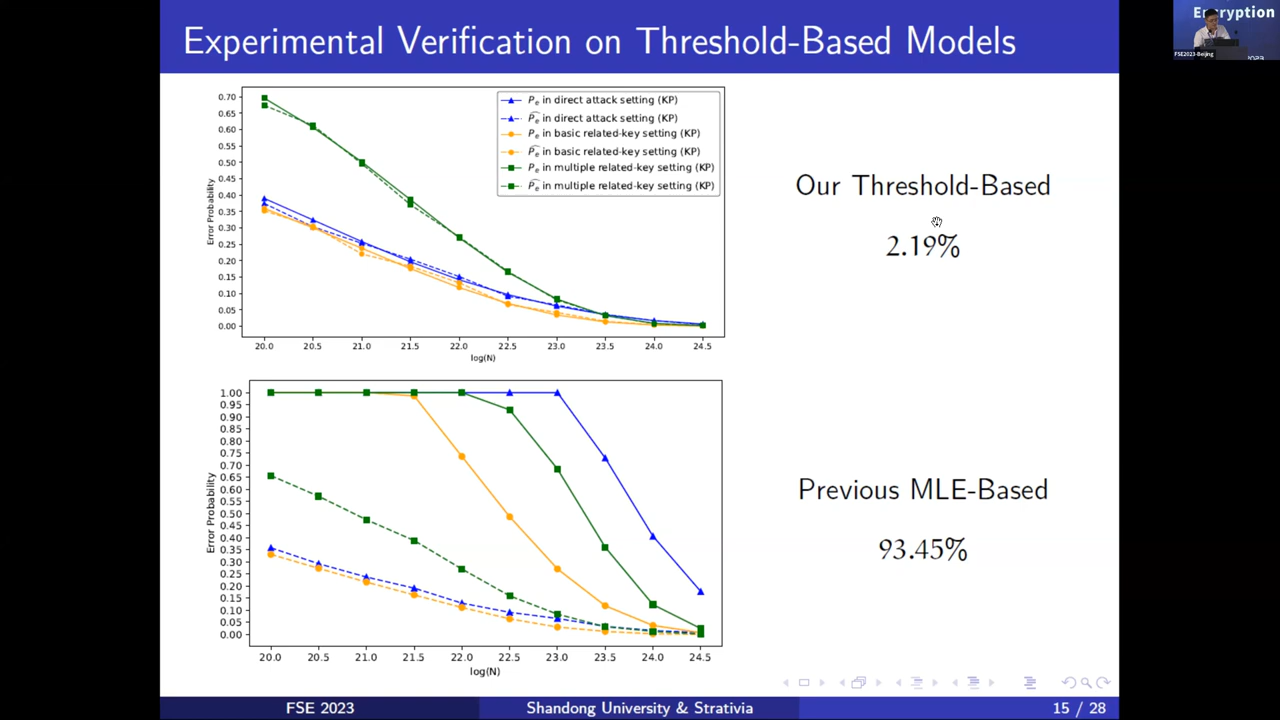 Experimental Verification on Threshold-Based Models
Encryption
FSE2023-Beijing
2023
0.70
0.65
0.60
0.55
0.50
0.45
0.40
0.35
0.30
0.25
0.20
0.15
0.10
0.05
0.00
Error Probability
20.0 20.5 21.0 21.5 22.0 22.5 23.0 23.5 24.0 24.5
log(N)
Pe in direct attack setting (KP)
P̂e in direct attack setting (KP)
Pe in basic related-key setting (KP)
P̂e in basic related-key setting (KP)
Pe in multiple related-key setting (KP)
P̂e in multiple related-key setting (KP)
Our Threshold-Based
2.19%
1.00
0.95
0.90
0.85
0.80
0.75
0.70
0.65
0.60
0.55
0.50
0.45
0.40
0.35
0.30
0.25
0.20
0.15
0.10
0.05
0.00
Error Probability
20.0 20.5 21.0 21.5 22.0 22.5 23.0 23.5 24.0 24.5
log(N)
Previous MLE-Based
93.45%
FSE 2023 Shandong University & Strativia 15 / 28